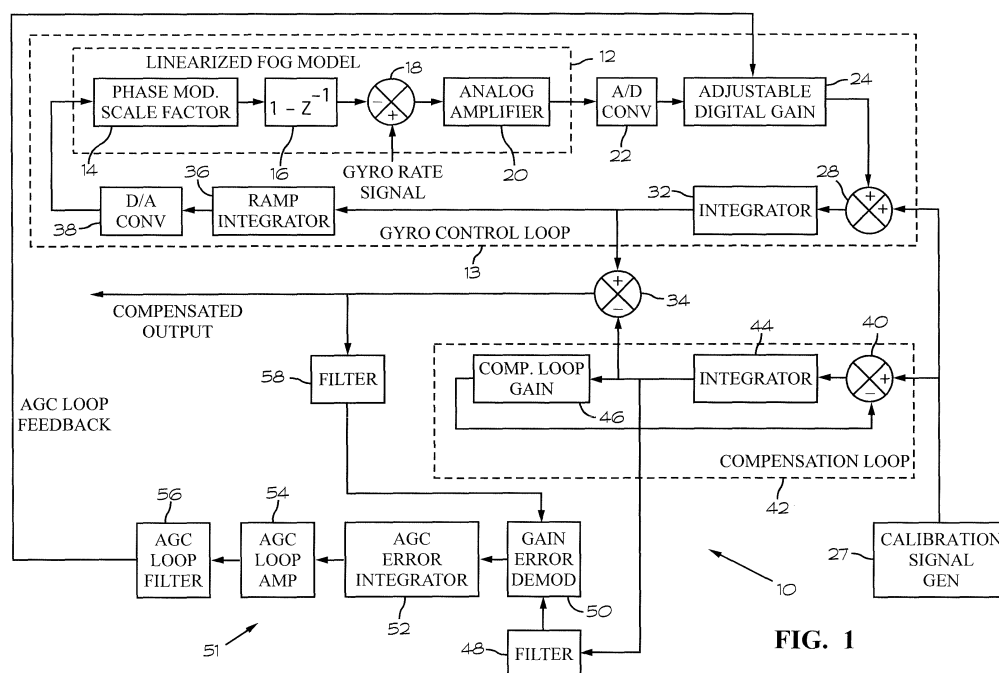 LINEARIZED FOG MODEL
12
18
24
PHASE MOD.
SCALE FACTOR
1 - Z⁻¹
−
+
ANALOG
AMPLIFIER
A/D
CONV
ADJUSTABLE
DIGITAL GAIN
14
16
20
22
GYRO RATE
SIGNAL
36
32
28
D/A
CONV
RAMP
INTEGRATOR
INTEGRATOR
+
+
38
GYRO CONTROL LOOP
13
+
−
34
COMPENSATED
OUTPUT
44
40
58
FILTER
COMP. LOOP
GAIN
INTEGRATOR
+
−
46
AGC LOOP
FEEDBACK
COMPENSATION LOOP
42
56
54
AGC
LOOP
FILTER
AGC
LOOP
AMP
AGC
ERROR
INTEGRATOR
GAIN
ERROR
DEMOD
27
CALIBRATION
SIGNAL
GEN
52
50
10
51
48
FILTER
FIG. 1